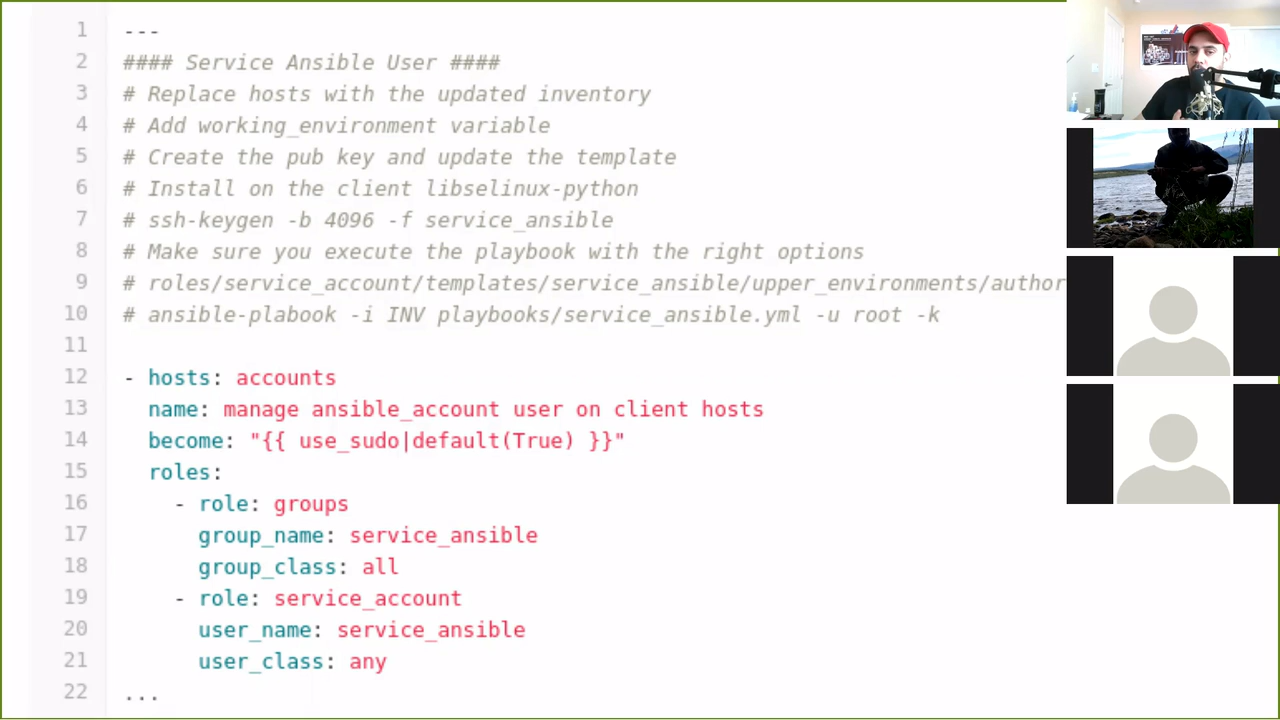 1 ---
2 #### Service Ansible User ####
3 # Replace hosts with the updated inventory
4 # Add working_environment variable
5 # Create the pub key and update the template
6 # Install on the client libselinux-python
7 # ssh-keygen -b 4096 -f service_ansible
8 # Make sure you execute the playbook with the right options
9 # roles/service_account/templates/service_ansible/upper_environments/author
10 # ansible-plabook -i INV playbooks/service_ansible.yml -u root -k
11
12 - hosts: accounts
13 name: manage ansible_account user on client hosts
14 become: "{{ use_sudo|default(True) }}"
15 roles:
16 - role: groups
17 group_name: service_ansible
18 group_class: all
19 - role: service_account
20 user_name: service_ansible
21 user_class: any
22 ...